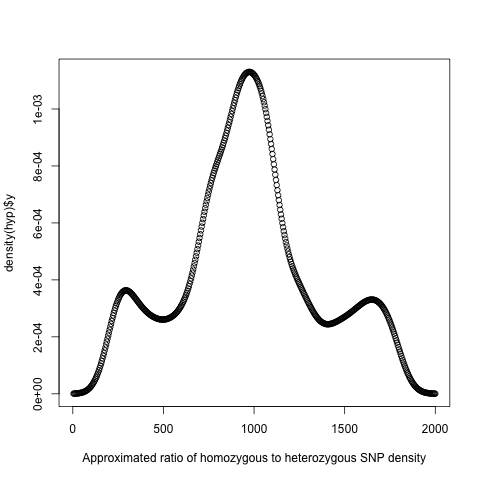 density(hyp)$y
1e-03
8e-04
6e-04
4e-04
2e-04
0e+00
0 500 1000 1500 2000
Approximated ratio of homozygous to heterozygous SNP density